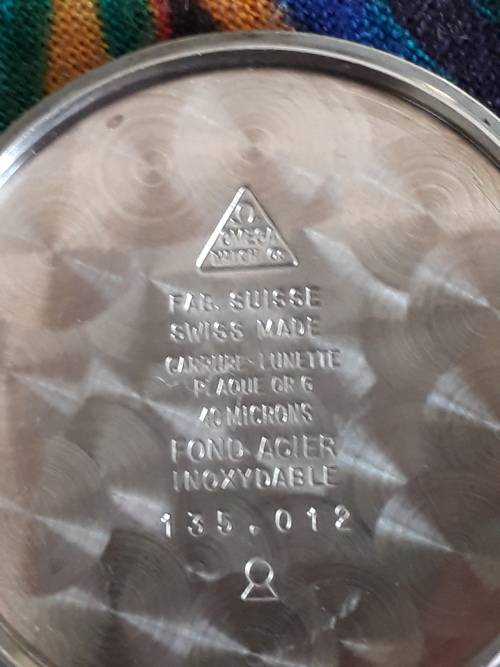 Ω
OMEGA
WATCH Co
FAB. SUISSE
SWISS MADE
CARRURE-LUNETTE
PLAQUE OR G
40 MICRONS
FOND ACIER
INOXYDABLE
135.012